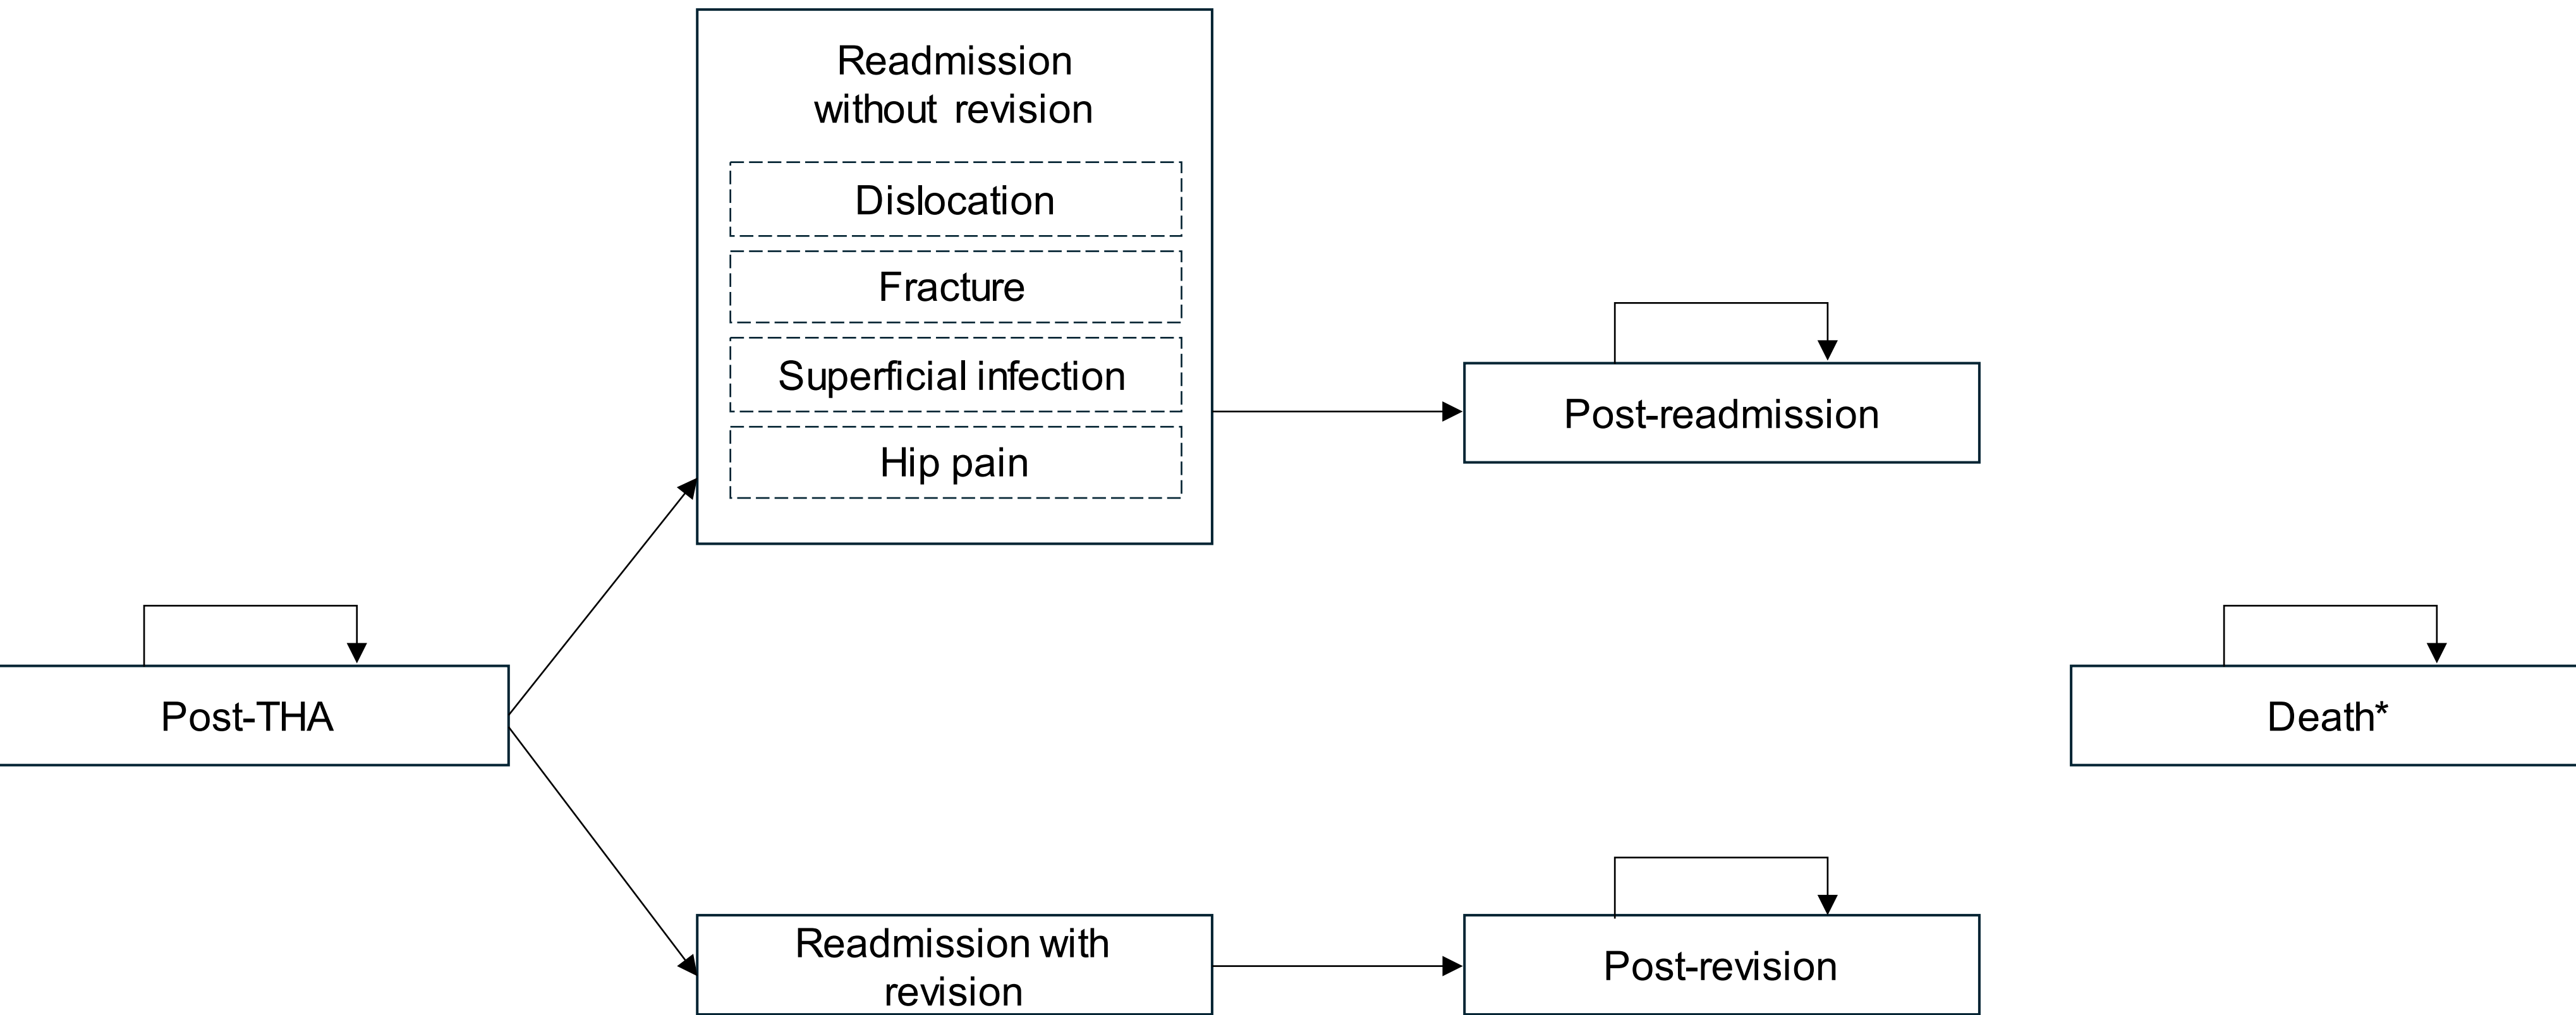 Readmission
without revision
Dislocation
Fracture
Superficial infection
Hip pain
Post-readmission
Post-THA
Death*
Readmission with
revision
Post-revision